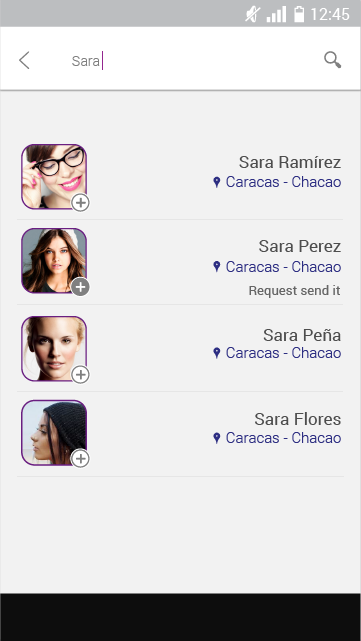 12:45
Sara
Sara Ramírez
Caracas - Chacao
Sara Perez
Caracas - Chacao
Request send it
Sara Peña
Caracas - Chacao
Sara Flores
Caracas - Chacao